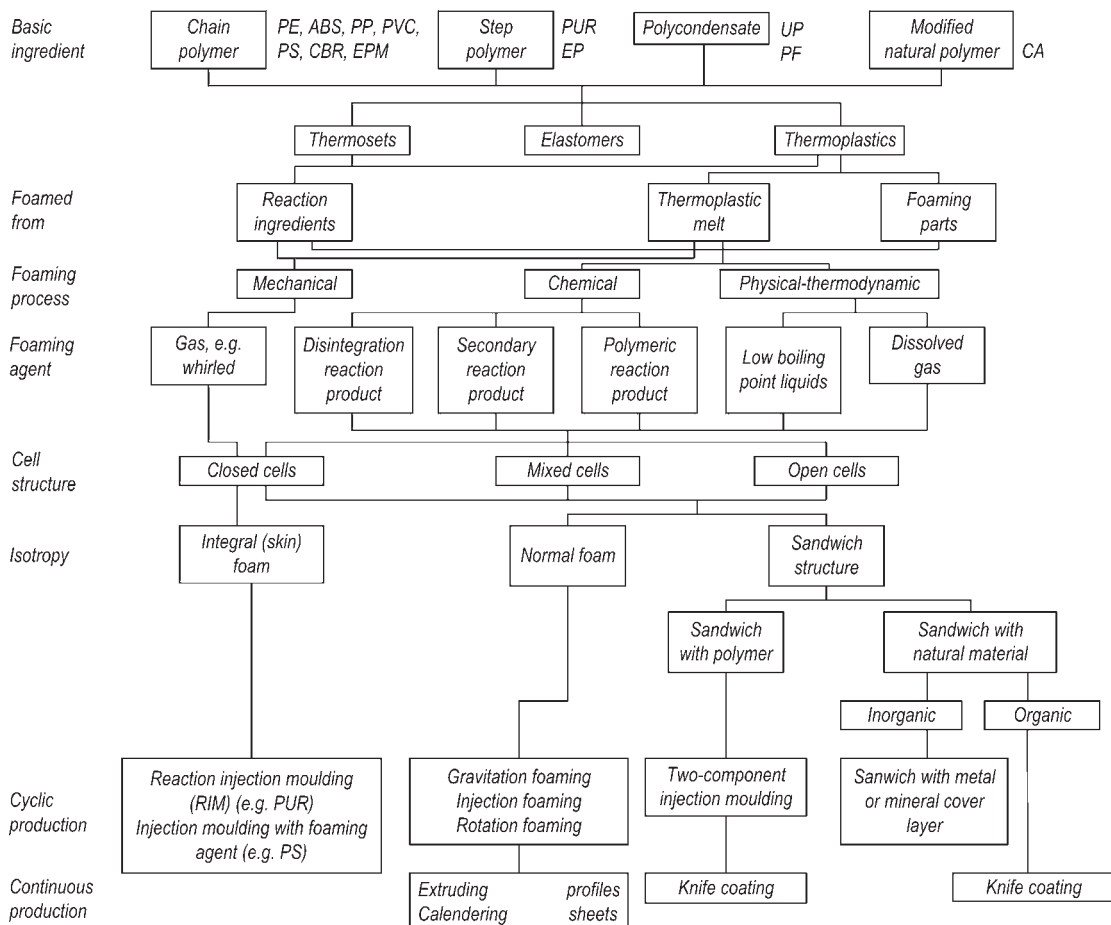 Basic
ingredient
Chain
polymer
PE, ABS, PP, PVC,
PS, CBR, EPM
Step
polymer
PUR
EP
Polycondensate
UP
PF
Modified
natural polymer
CA
Thermosets
Elastomers
Thermoplastics
Foamed
from
Reaction
ingredients
Thermoplastic
melt
Foaming
parts
Foaming
process
Mechanical
Chemical
Physical-thermodynamic
Foaming
agent
Gas, e.g.
whirled
Disintegration
reaction
product
Secondary
reaction
product
Polymeric
reaction
product
Low boiling
point liquids
Dissolved
gas
Cell
structure
Closed cells
Mixed cells
Open cells
Isotropy
Integral (skin)
foam
Normal foam
Sandwich
structure
Sandwich
with polymer
Sandwich with
natural material
Inorganic
Organic
Cyclic
production
Reaction injection moulding
(RIM) (e.g. PUR)
Injection moulding with foaming
agent (e.g. PS)
Gravitation foaming
Injection foaming
Rotation foaming
Two-component
injection moulding
Sanwich with metal
or mineral cover
layer
Continuous
production
Extruding profiles
Calendering sheets
Knife coating
Knife coating